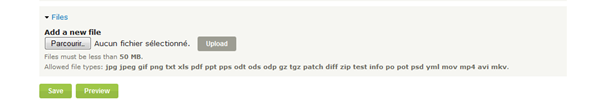 Files
Add a new file
Parcourir.. Aucun fichier sélectionné. Upload
Files must be less than 50 MB.
Allowed file types: jpg jpeg gif png txt xls pdf ppt pps odt ods odp gz tgz patch diff zip test info po pot psd yml mov mp4 avi mkv.
Save Preview